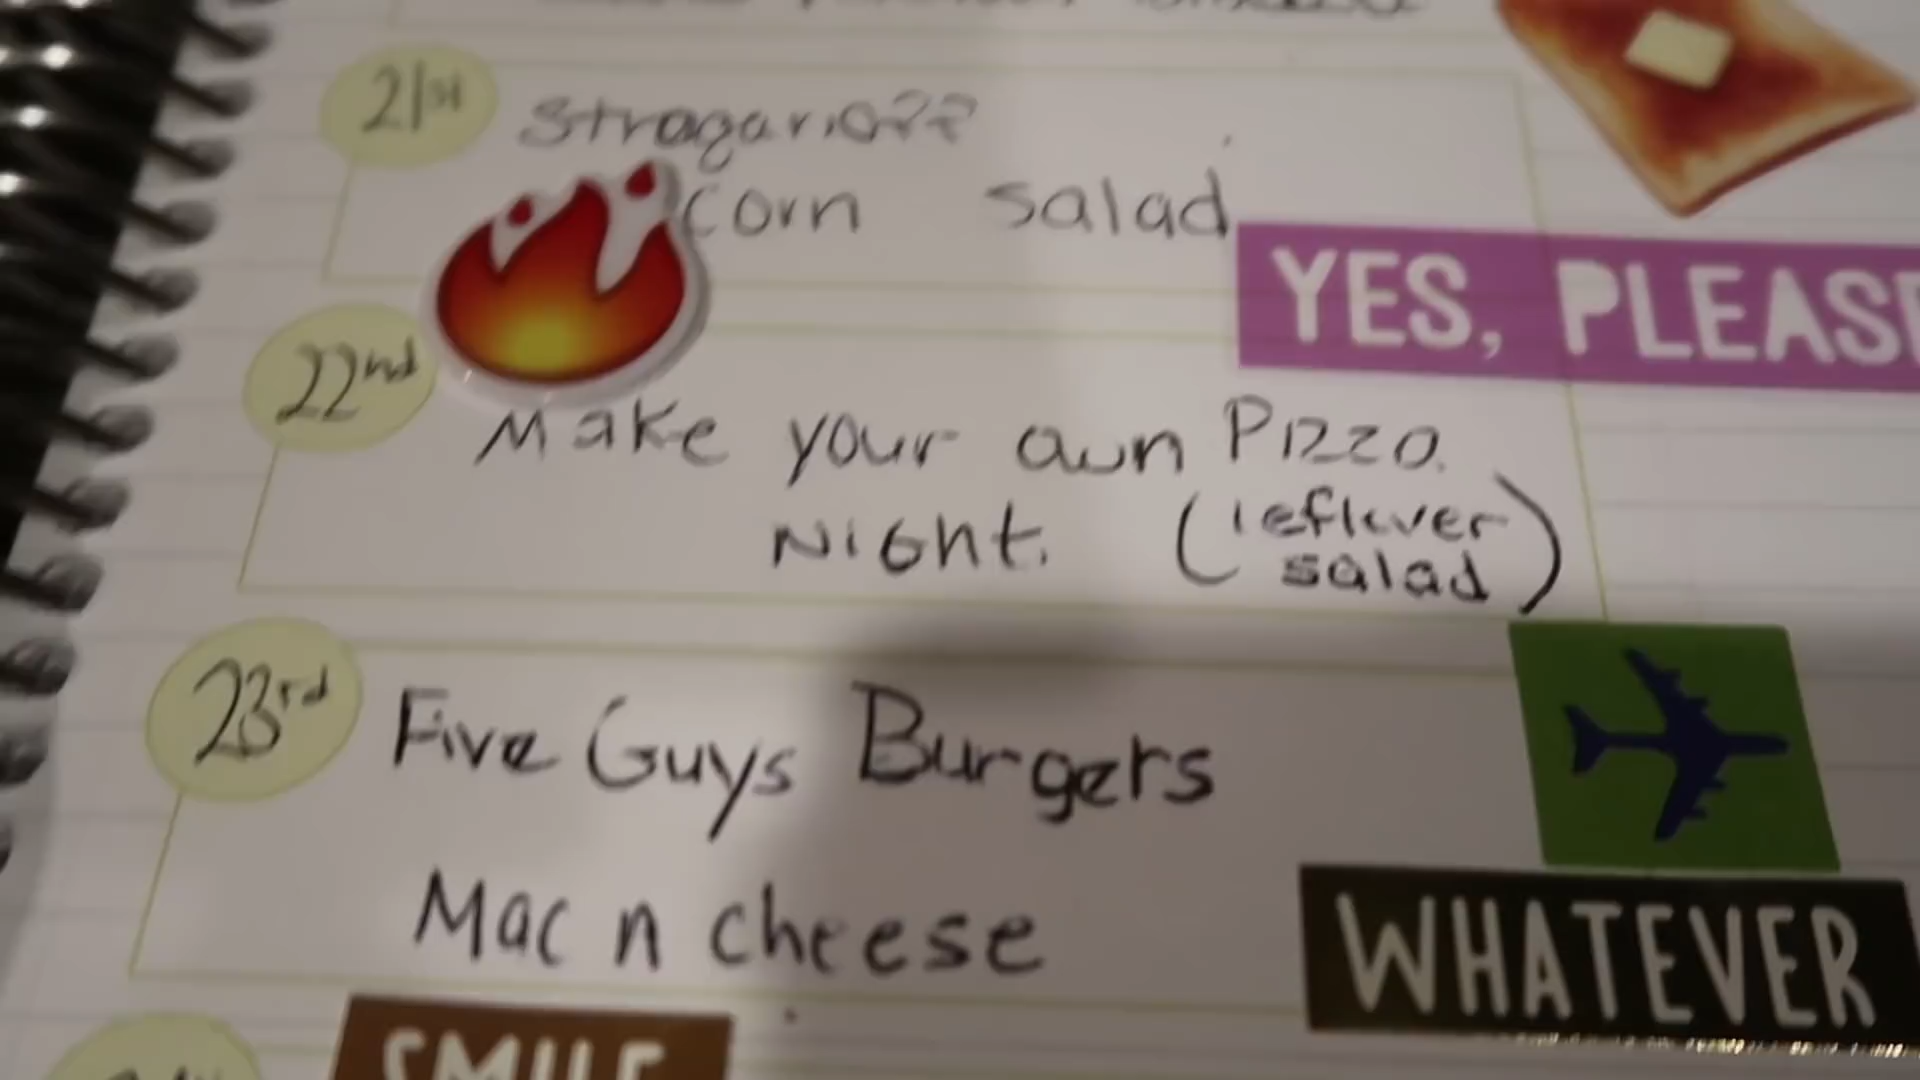 21st
corn salad
YES, PLEASE
22nd
Make your own Pizza
Night.
(leftover
salad)
23rd
Five Guys Burgers
Mac n cheese
WHATEVER
SMILE